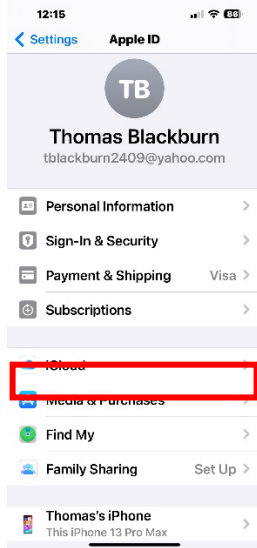 12:15
86
Settings
Apple ID
TB
Thomas Blackburn
tblackburn2409@yahoo.com
Personal Information
Sign-In & Security
Payment & Shipping Visa
Subscriptions
iCloud
Media & Purchases
Find My
Family Sharing Set Up
Thomas's iPhone
This iPhone 13 Pro Max